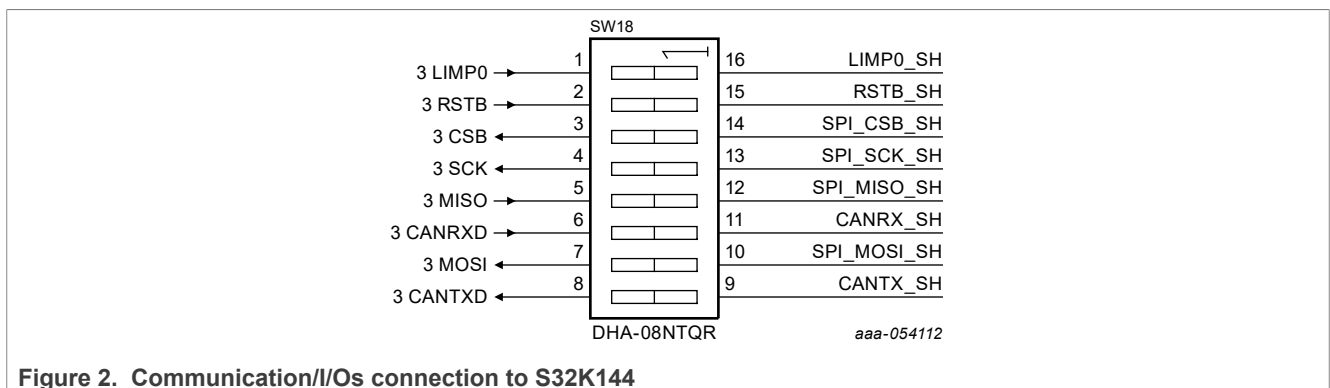 SW18
3 LIMP0 1 16 LIMP0_SH
3 RSTB 2 15 RSTB_SH
3 CSB 3 14 SPI_CSB_SH
3 SCK 4 13 SPI_SCK_SH
3 MISO 5 12 SPI_MISO_SH
3 CANRXD 6 11 CANRX_SH
3 MOSI 7 10 SPI_MOSI_SH
3 CANTXD 8 9 CANTX_SH
DHA-08NTQR aaa-054112
Figure 2. Communication/I/Os connection to S32K144